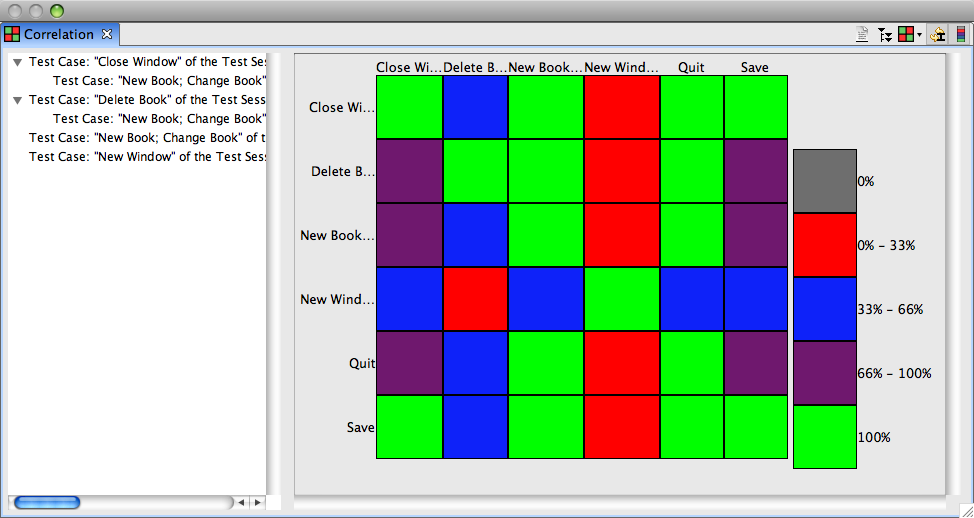 Correlation
Test Case: "Close Window" of the Test Ses
Test Case: "New Book; Change Book"
Test Case: "Delete Book" of the Test Sess
Test Case: "New Book; Change Book"
Test Case: "New Book; Change Book" of t
Test Case: "New Window" of the Test Sess
Close Wi... Delete B... New Book... New Wind... Quit Save
Close Wi...
Delete B...
New Book...
New Wind...
Quit
Save
0%
0% - 33%
33% - 66%
66% - 100%
100%